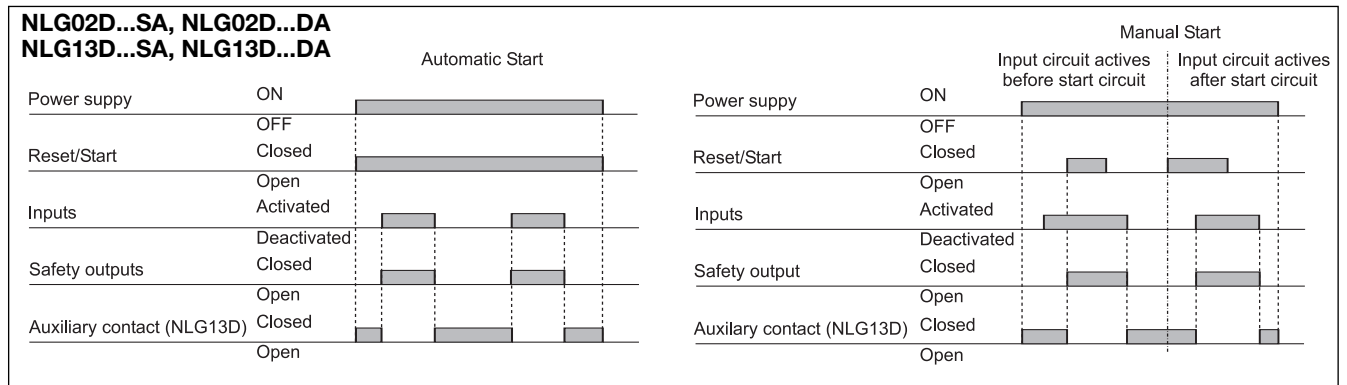 NLG02D...SA, NLG02D...DA
NLG13D...SA, NLG13D...DA
Automatic Start
Power suppy
ON
OFF
Reset/Start
Closed
Open
Inputs
Activated
Deactivated
Safety outputs
Closed
Open
Auxiliary contact (NLG13D)
Closed
Open
Manual Start
Input circuit actives
before start circuit
Input circuit actives
after start circuit
Power suppy
ON
OFF
Reset/Start
Closed
Open
Inputs
Activated
Deactivated
Safety output
Closed
Open
Auxilary contact (NLG13D)
Closed
Open